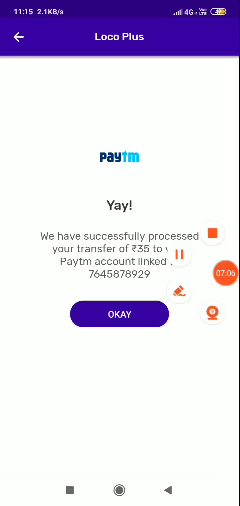 11:15 2.1KB/s
4G
Loco Plus
paytm
Yay!
We have successfully processed
your transfer of ₹35 to
Paytm account linked
7645878929
07:06
OKAY